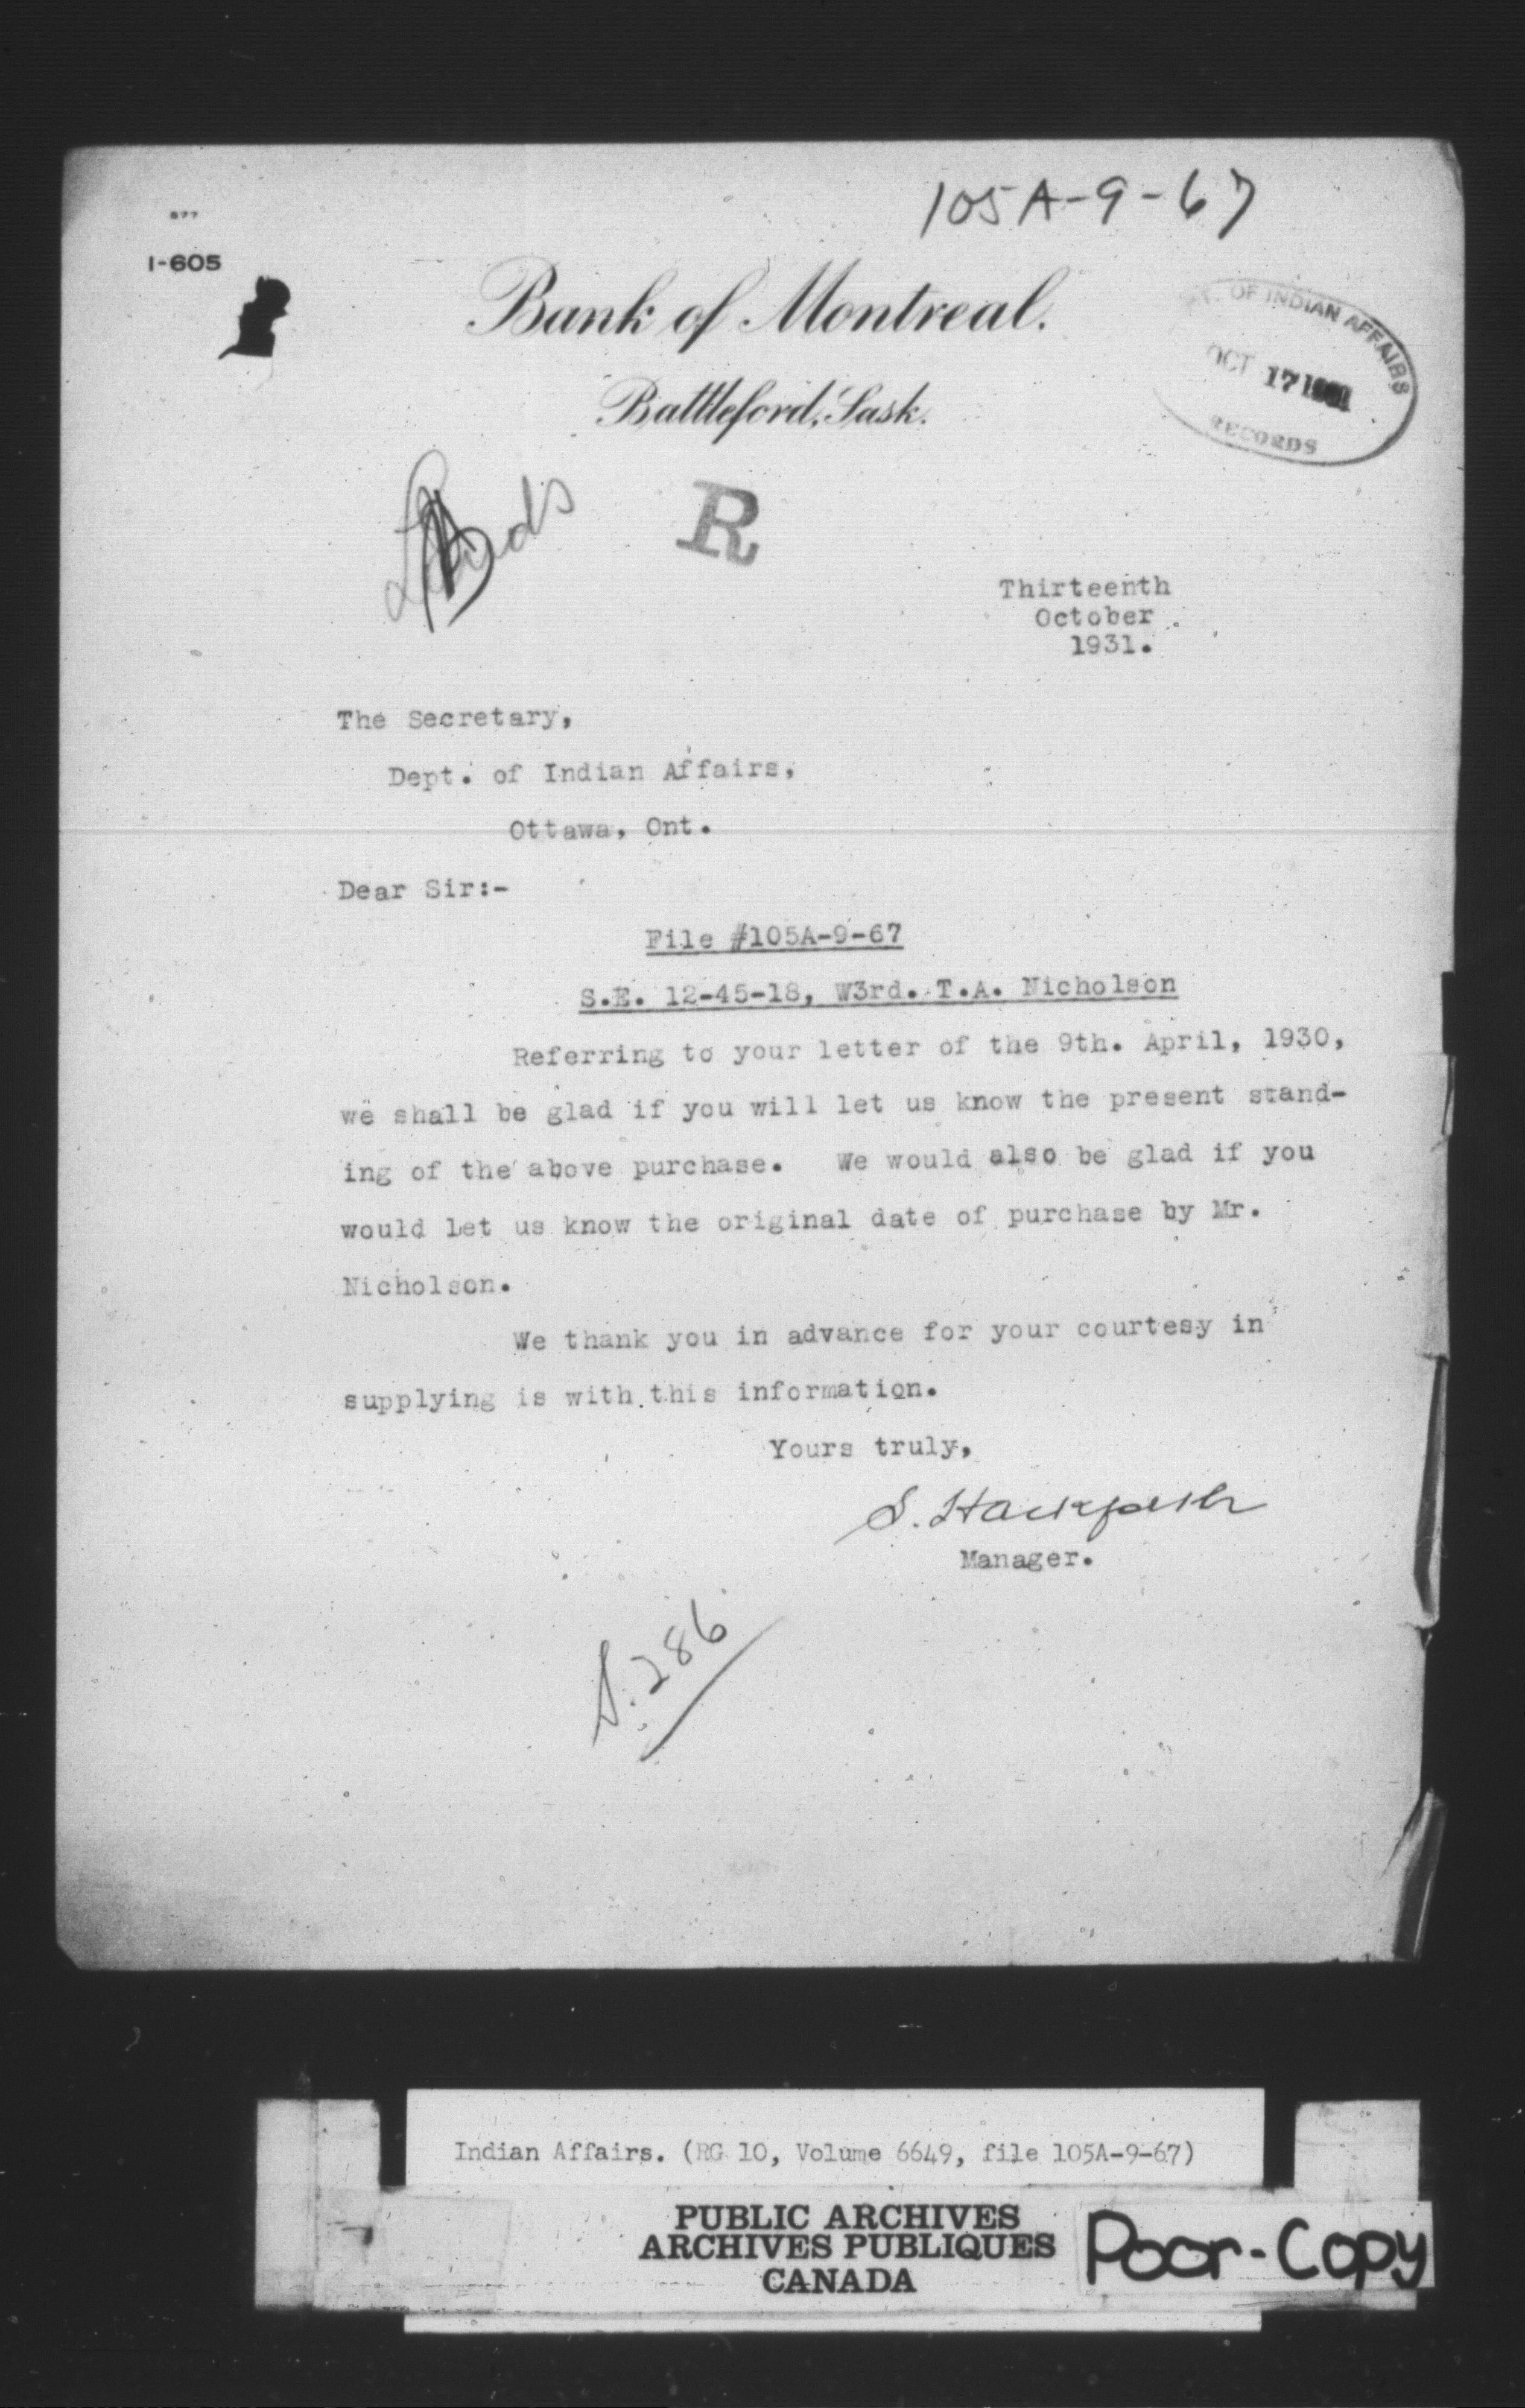 105A-9-67
577
1-605
Bank of Montreal.
Battleford, Sask.
OF INDIAN AFFAIRS
OCT 17 1931
RECORDS
Lands
R
Thirteenth
October
1931.
The Secretary,
Dept. of Indian Affairs,
Ottawa, Ont.
Dear Sir:-
File #105A-9-67
S.E. 12-45-18, W3rd. T.A. Nicholson
Referring to your letter of the 9th. April, 1930,
we shall be glad if you will let us know the present stand-
ing of the above purchase. We would also be glad if you
would let us know the original date of purchase by Mr.
Nicholson.
We thank you in advance for your courtesy in
supplying is with this information.
Yours truly,
Manager.
S.286
Indian Affairs. (RG 10, Volume 6649, file 105A-9-67)
PUBLIC ARCHIVES
ARCHIVES PUBLIQUES
CANADA
Poor-Copy